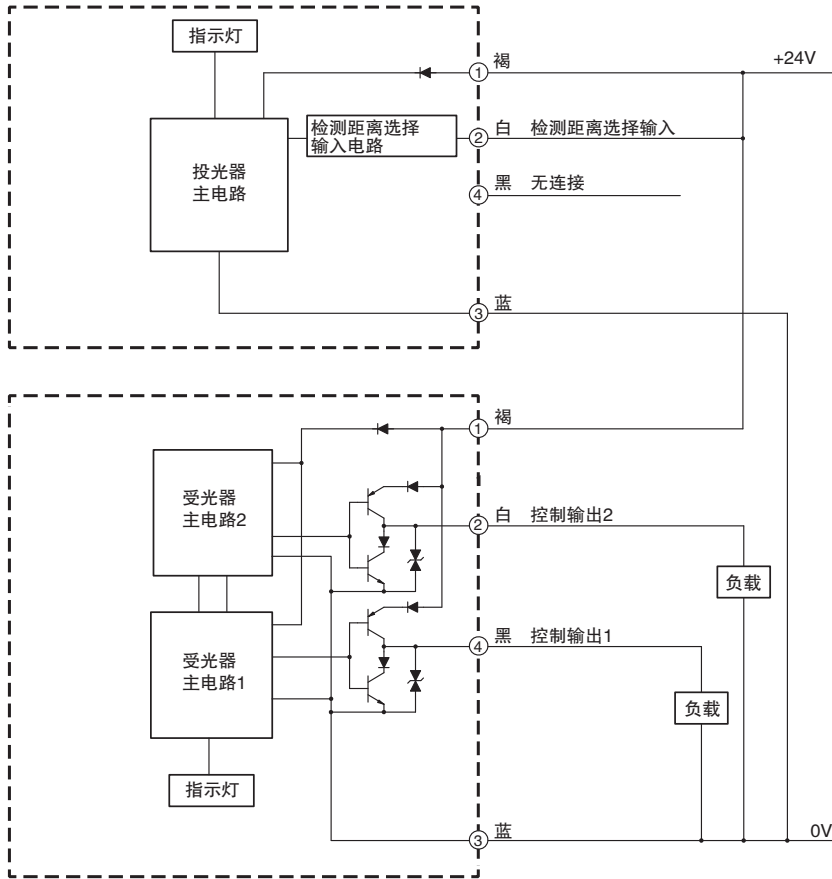 指示灯
① 褐
+24V
检测距离选择
输入电路
② 白 检测距离选择输入
投光器
主电路
④ 黑 无连接
③ 蓝
① 褐
受光器
主电路2
② 白 控制输出2
负载
受光器
主电路1
④ 黑 控制输出1
负载
指示灯
③ 蓝
0V